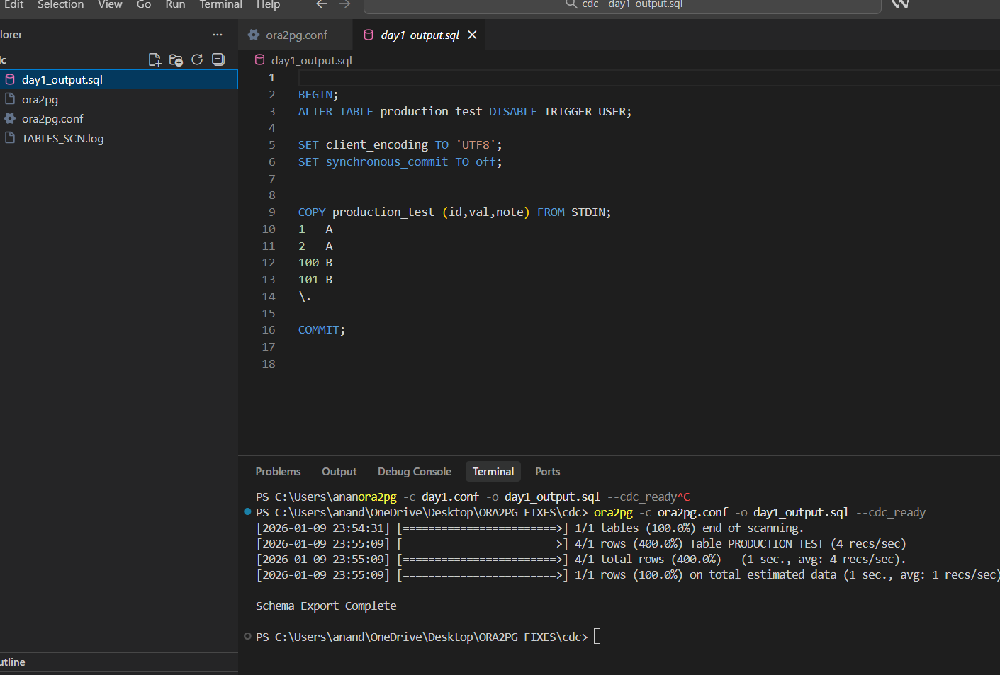 Edit Selection View Go Run Terminal Help cdc - day1_output.sql
lorer ...
ora2pg.conf day1_output.sql
lc
day1_output.sql
day1_output.sql
ora2pg
ora2pg.conf
TABLES_SCN.log
1
2 BEGIN;
3 ALTER TABLE production_test DISABLE TRIGGER USER;
4
5 SET client_encoding TO 'UTF8';
6 SET synchronous_commit TO off;
7
8
9 COPY production_test (id,val,note) FROM STDIN;
10 1 A
11 2 A
12 100 B
13 101 B
14 \.
15
16 COMMIT;
17
18
Problems Output Debug Console Terminal Ports
PS C:\Users\ananora2pg -c day1.conf -o day1_output.sql --cdc_ready^C
PS C:\Users\anand\OneDrive\Desktop\ORA2PG FIXES\cdc> ora2pg -c ora2pg.conf -o day1_output.sql --cdc_ready
[2026-01-09 23:54:31] [========================>] 1/1 tables (100.0%) end of scanning.
[2026-01-09 23:55:09] [========================>] 4/1 rows (400.0%) Table PRODUCTION_TEST (4 recs/sec)
[2026-01-09 23:55:09] [========================>] 4/1 total rows (400.0%) - (1 sec., avg: 4 recs/sec).
[2026-01-09 23:55:09] [========================>] 1/1 rows (100.0%) on total estimated data (1 sec., avg: 1 recs/sec)
Schema Export Complete
PS C:\Users\anand\OneDrive\Desktop\ORA2PG FIXES\cdc>
utline